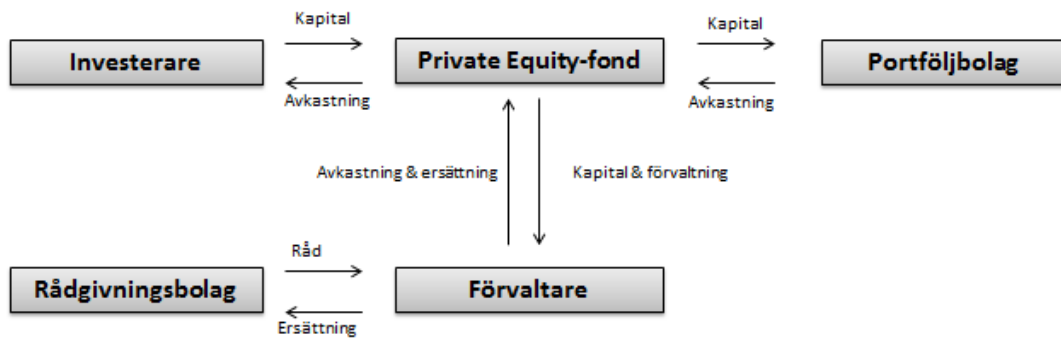 Kapital
Kapital
Investerare
Private Equity-fond
Portföljbolag
Avkastning
Avkastning
Avkastning & ersättning
Kapital & förvaltning
Råd
Rådgivningsbolag
Förvaltare
Ersättning